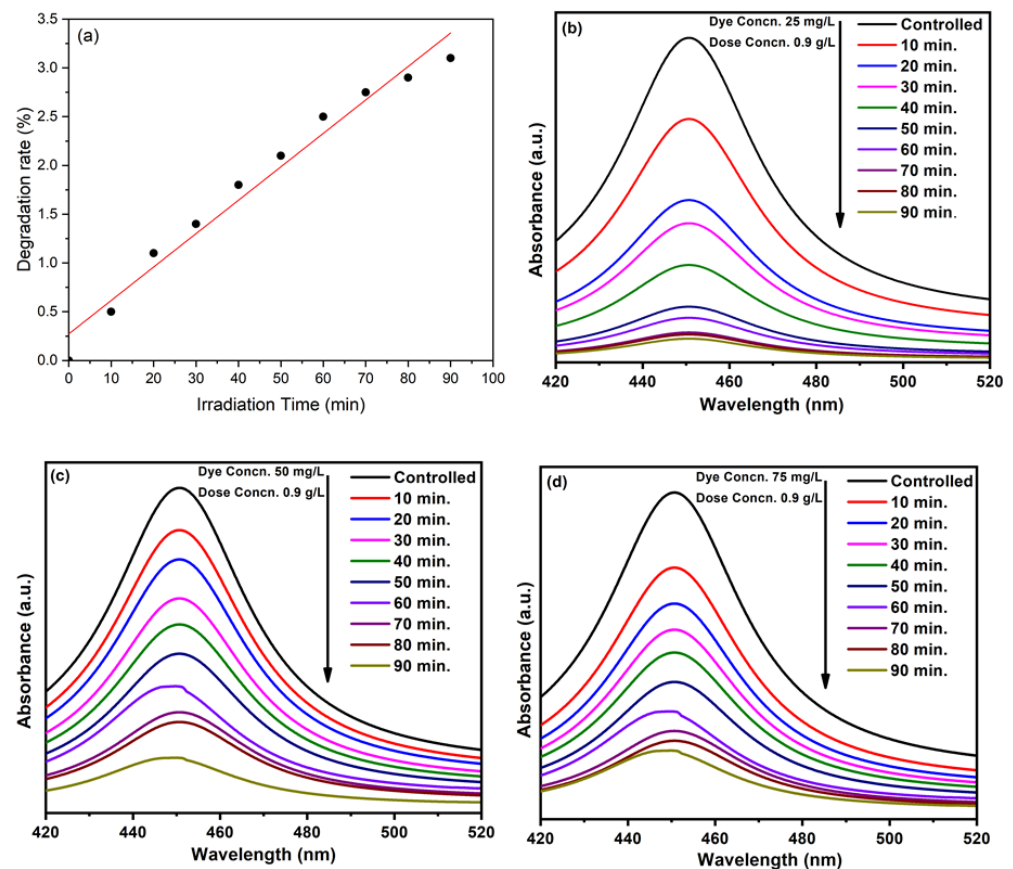 (a)
3.5
3.0
2.5
2.0
1.5
1.0
0.5
0.0
Degradation rate (%)
0 10 20 30 40 50 60 70 80 90 100
Irradiation Time (min)
(b)
Dye Concn. 25 mg/L
Dose Concn. 0.9 g/L
Controlled
10 min.
20 min.
30 min.
40 min.
50 min.
60 min.
70 min.
80 min.
90 min.
Absorbance (a.u.)
420 440 460 480 500 520
Wavelength (nm)
(c)
Dye Concn. 50 mg/L
Dose Concn. 0.9 g/L
Controlled
10 min.
20 min.
30 min.
40 min.
50 min.
60 min.
70 min.
80 min.
90 min.
Absorbance (a.u.)
420 440 460 480 500 520
Wavelength (nm)
(d)
Dye Concn. 75 mg/L
Dose Concn. 0.9 g/L
Controlled
10 min.
20 min.
30 min.
40 min.
50 min.
60 min.
70 min.
80 min.
90 min.
Absorbance (a.u.)
420 440 460 480 500 520
Wavelength (nm)